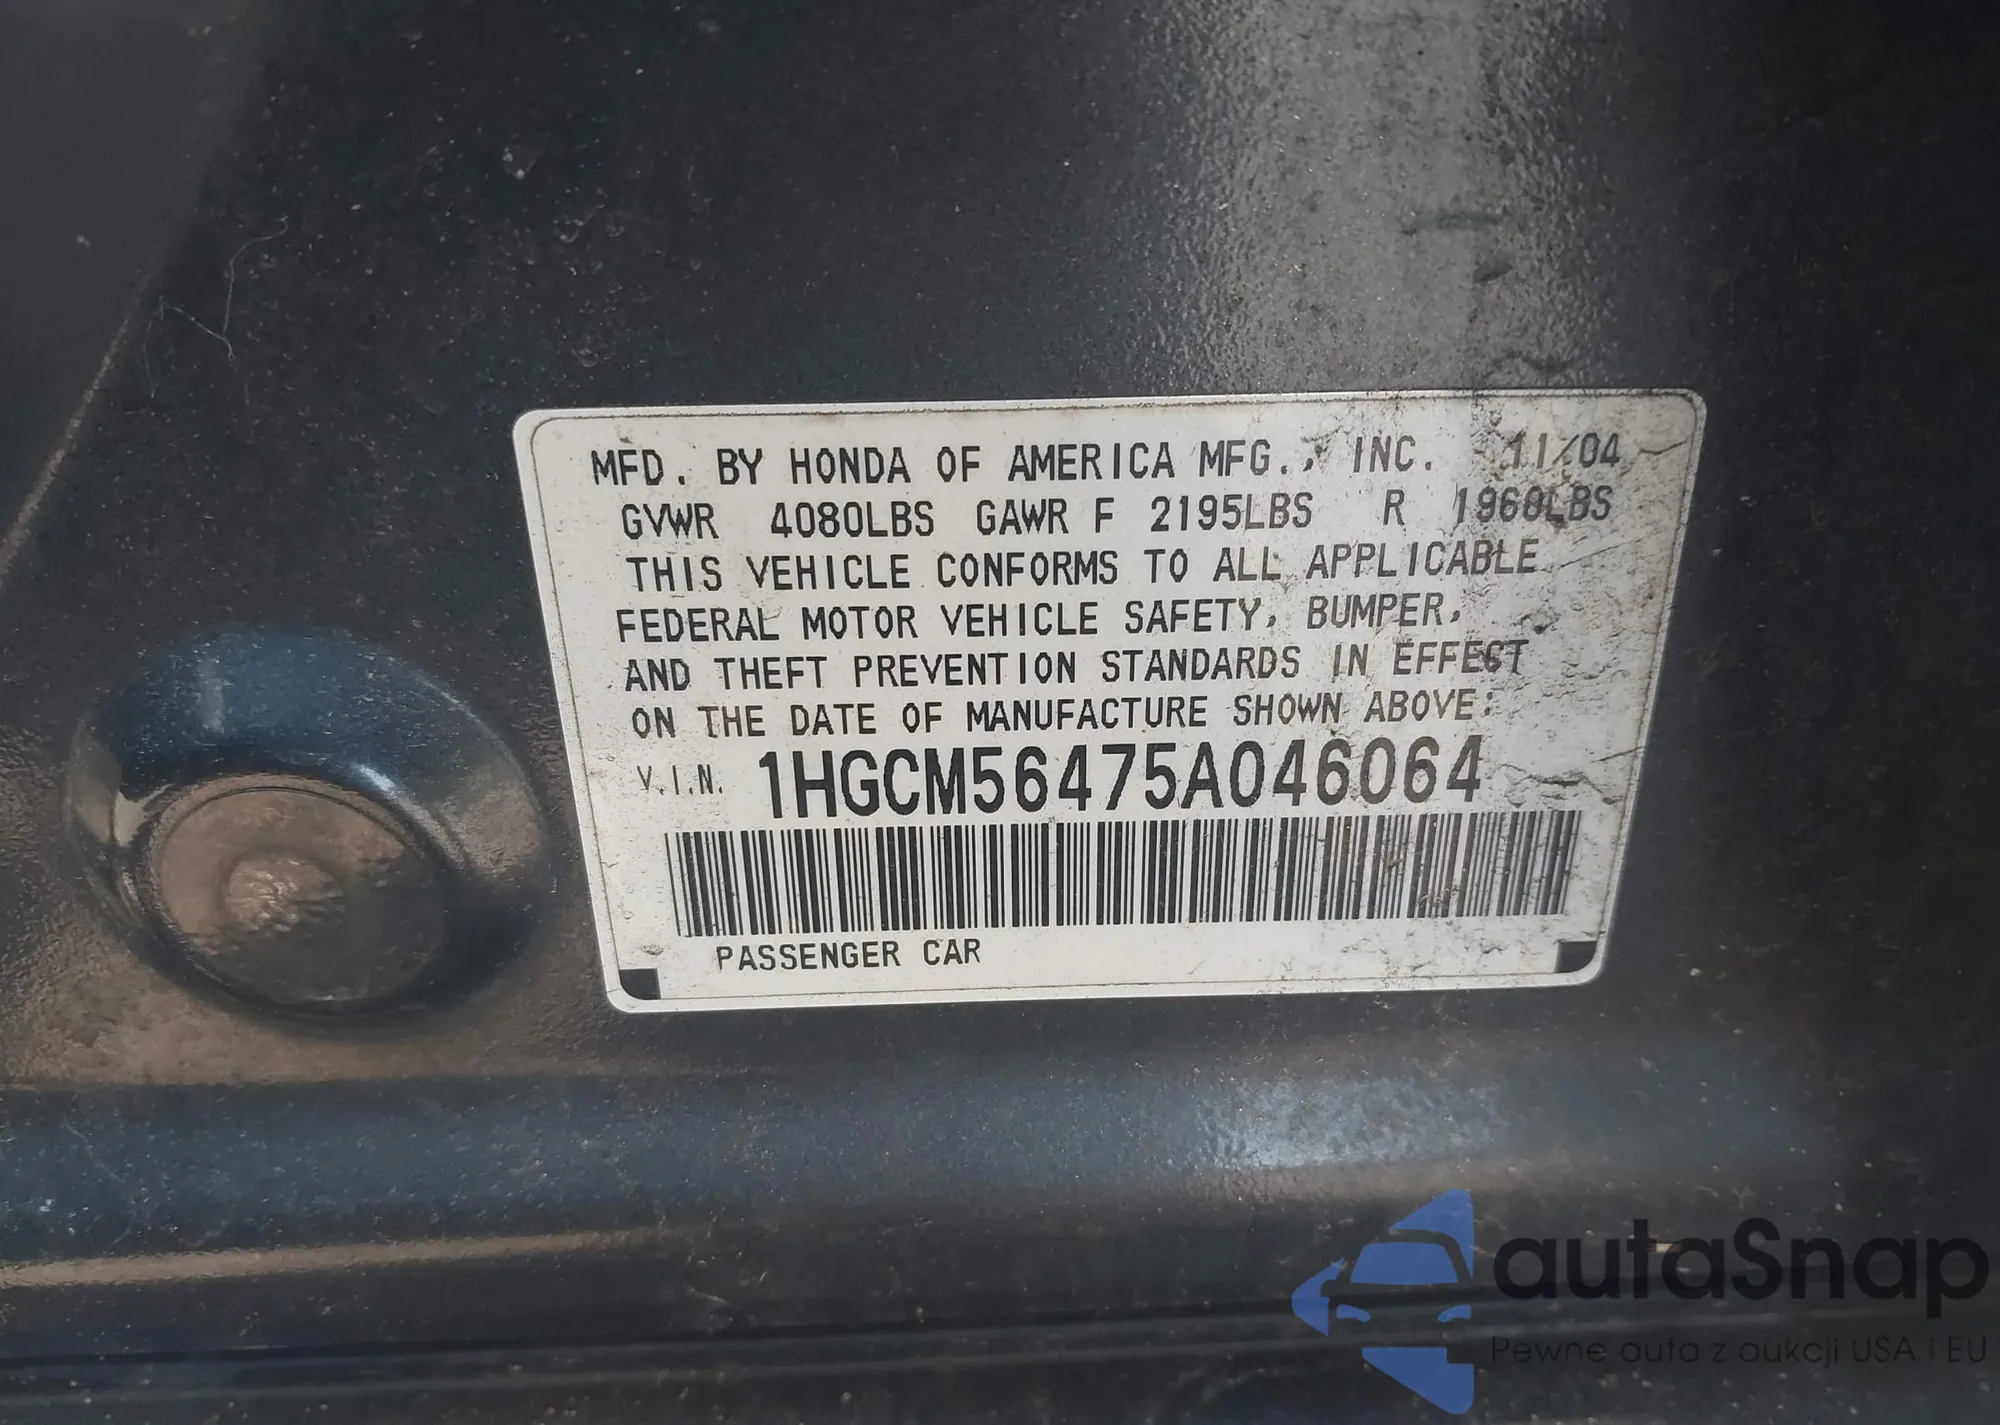 MFD. BY HONDA OF AMERICA MFG., INC. 11/04
GVWR 4080LBS GAWR F 2195LBS R 1960LBS
THIS VEHICLE CONFORMS TO ALL APPLICABLE
FEDERAL MOTOR VEHICLE SAFETY, BUMPER,
AND THEFT PREVENTION STANDARDS IN EFFECT
ON THE DATE OF MANUFACTURE SHOWN ABOVE:
V.I.N. 1HGCM56475A046064
PASSENGER CAR
autaSnap
Pewne auta z aukcji USA i EU